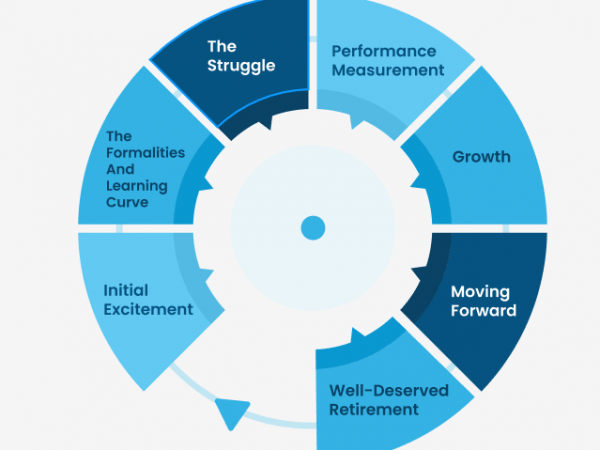 The
Struggle
Performance
Measurement
The
Formalities
And
Learning
Curve
Growth
Initial
Excitement
Moving
Forward
Well-Deserved
Retirement